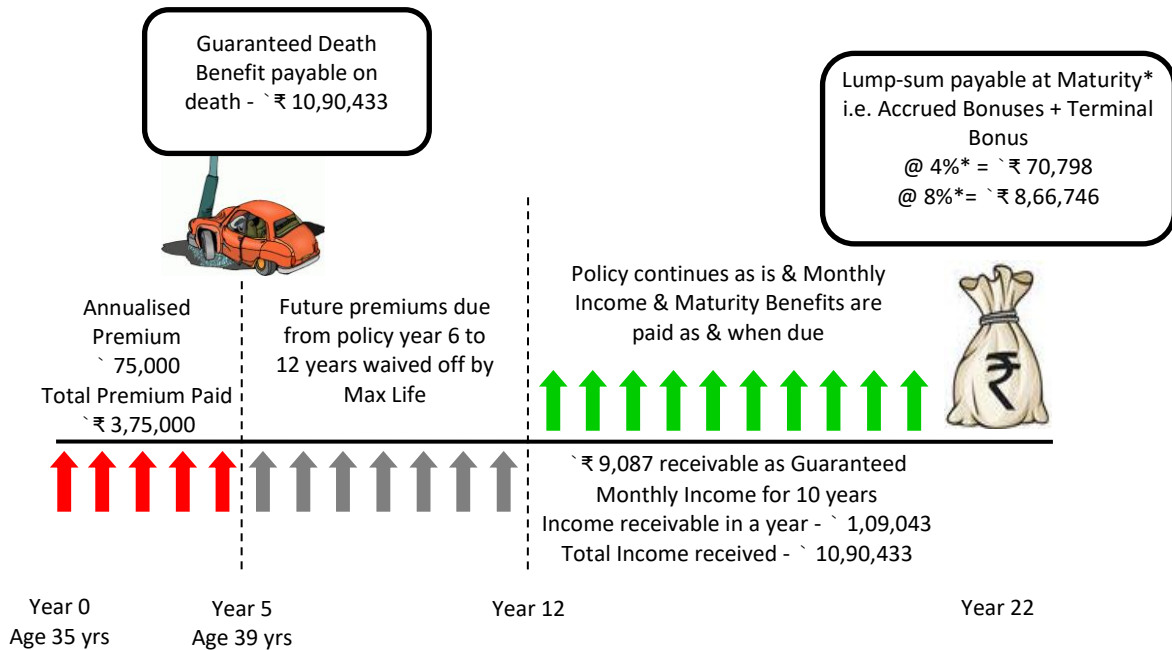 Guaranteed Death
Benefit payable on
death - `₹ 10,90,433
Lump-sum payable at Maturity*
i.e. Accrued Bonuses + Terminal
Bonus
@ 4%* = `₹ 70,798
@ 8%*= `₹ 8,66,746
Annualised
Premium
` 75,000
Total Premium Paid
`₹ 3,75,000
Future premiums due
from policy year 6 to
12 years waived off by
Max Life
Policy continues as is & Monthly
Income & Maturity Benefits are
paid as & when due
₹
`₹ 9,087 receivable as Guaranteed
Monthly Income for 10 years
Income receivable in a year - ` 1,09,043
Total Income received - ` 10,90,433
Year 0
Age 35 yrs
Year 5
Age 39 yrs
Year 12
Year 22